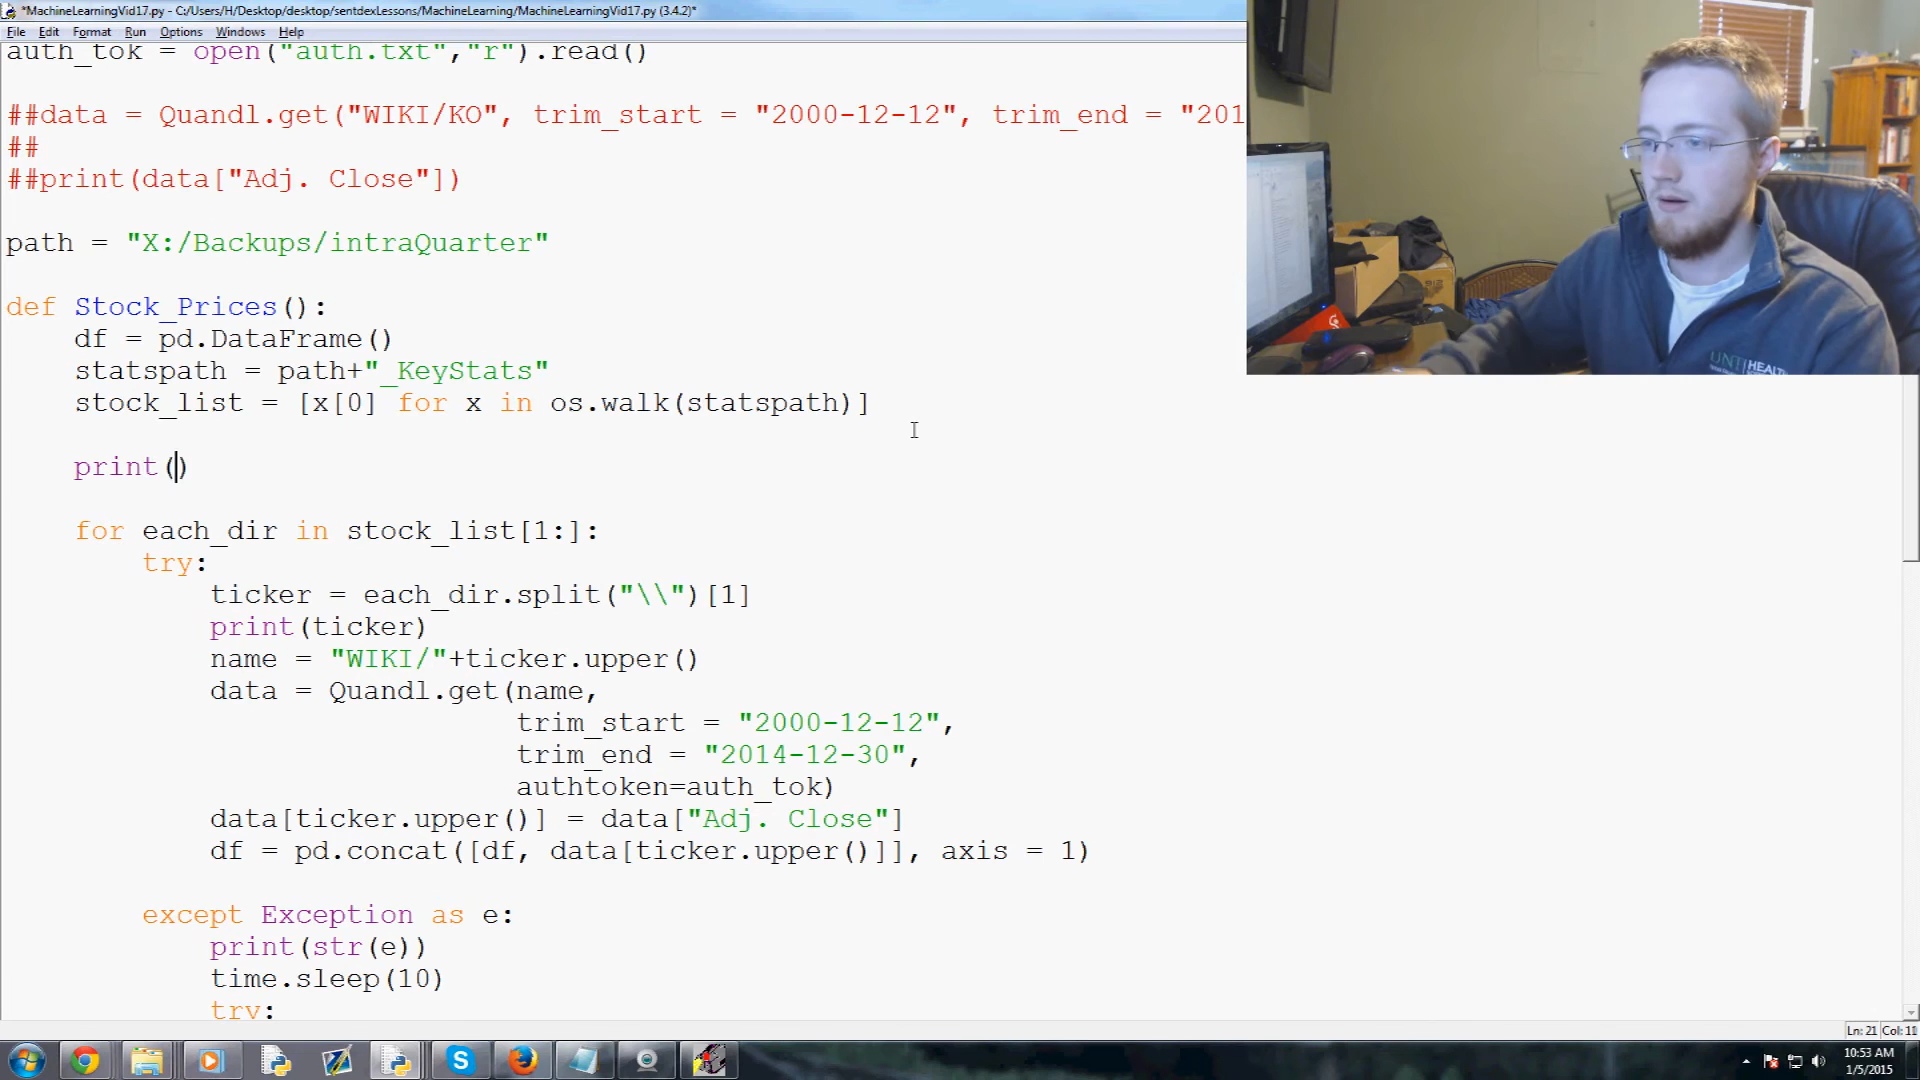 *MachineLearningVid17.py - C:/Users/H/Desktop/desktop/sentdexLessons/MachineLearning/MachineLearningVid17.py (3.4.2)*
File Edit Format Run Options Windows Help
auth_tok = open("auth.txt","r").read()
##data = Quandl.get("WIKI/KO", trim_start = "2000-12-12", trim_end = "201
##
##print(data["Adj. Close"])
path = "X:/Backups/intraQuarter"
def Stock_Prices():
df = pd.DataFrame()
statspath = path+"_KeyStats"
stock_list = [x[0] for x in os.walk(statspath)]
print()
for each_dir in stock_list[1:]:
try:
ticker = each_dir.split("\\")[1]
print(ticker)
name = "WIKI/"+ticker.upper()
data = Quandl.get(name,
trim_start = "2000-12-12",
trim_end = "2014-12-30",
authtoken=auth_tok)
data[ticker.upper()] = data["Adj. Close"]
df = pd.concat([df, data[ticker.upper()]], axis = 1)
except Exception as e:
print(str(e))
time.sleep(10)
try:
UNT HEALTH
Ln: 21 Col: 11
10:53 AM
1/5/2015